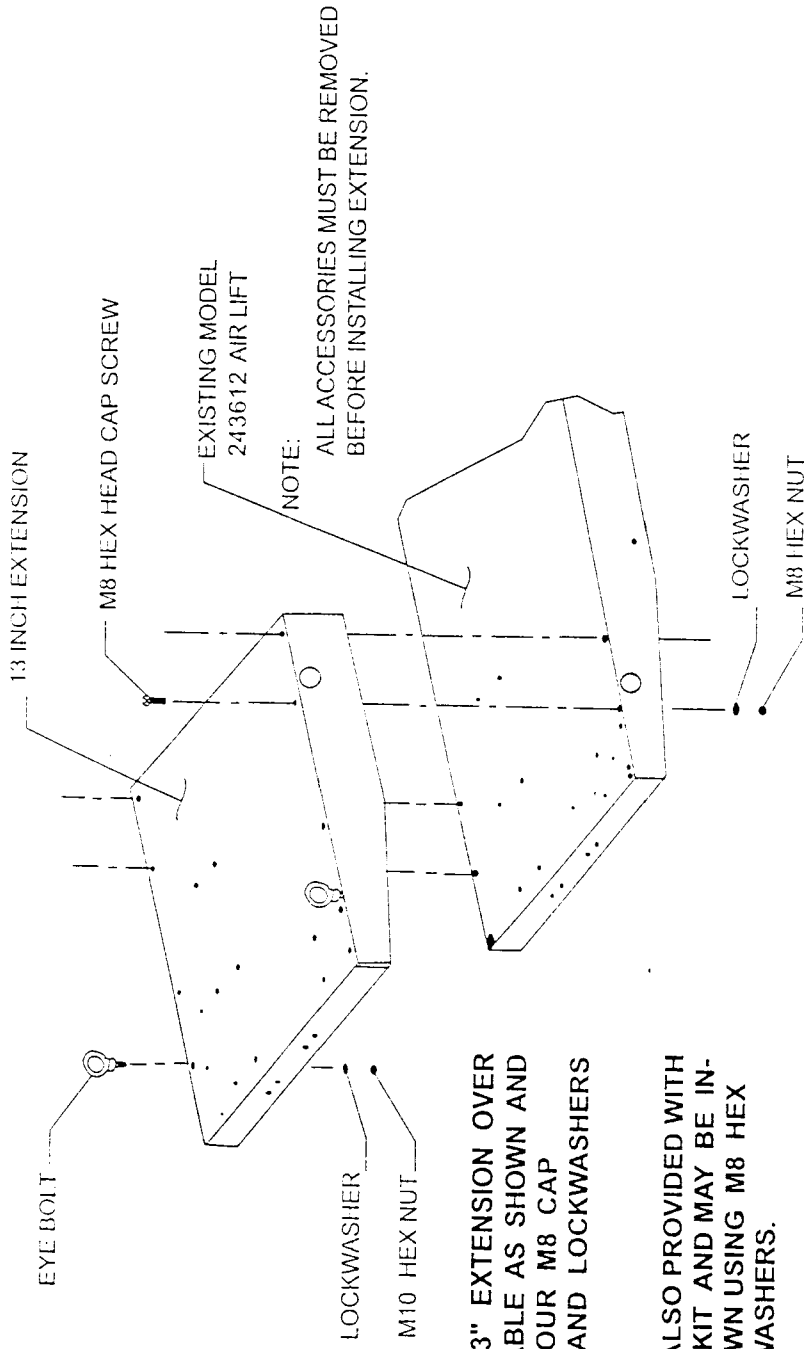 13 INCH EXTENSION
M8 HEX HEAD CAP SCREW
EXISTING MODEL
243612 AIR LIFT
NOTE:
ALL ACCESSORIES MUST BE REMOVED
BEFORE INSTALLING EXTENSION.
EYE BOLT
LOCKWASHER
M10 HEX NUT
LOCKWASHER
M8 HEX NUT
3" EXTENSION OVER
ABLE AS SHOWN AND
OUR M8 CAP
AND LOCKWASHERS
ALSO PROVIDED WITH
KIT AND MAY BE IN-
WN USING M8 HEX
WASHERS.